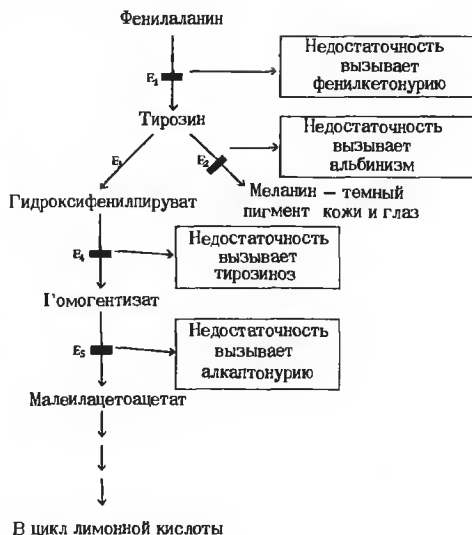 Фенилаланин
E₁
Недостаточность
вызывает
фенилкетонурию
Тирозин
E₃
E₂
Недостаточность
вызывает
альбинизм
Гидроксифенилпируват
Меланин – темный
пигмент кожи и глаз
E₄
Недостаточность
вызывает
тирозиноз
Гомогентизат
E₅
Недостаточность
вызывает
алкаптонурию
Малеилацетоацетат
В цикл лимонной кислоты